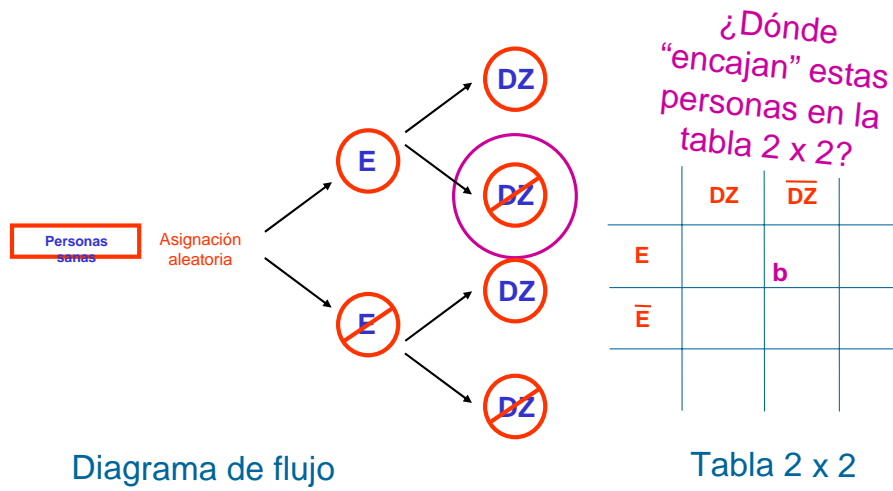 ¿Dónde
“encajan” estas
personas en la
tabla 2 x 2?
Personas
sanas
Asignación
aleatoria
E
E
DZ
DZ
DZ
DZ
DZ
D̅Z̅
E
E̅
b
Diagrama de flujo
Tabla 2 x 2